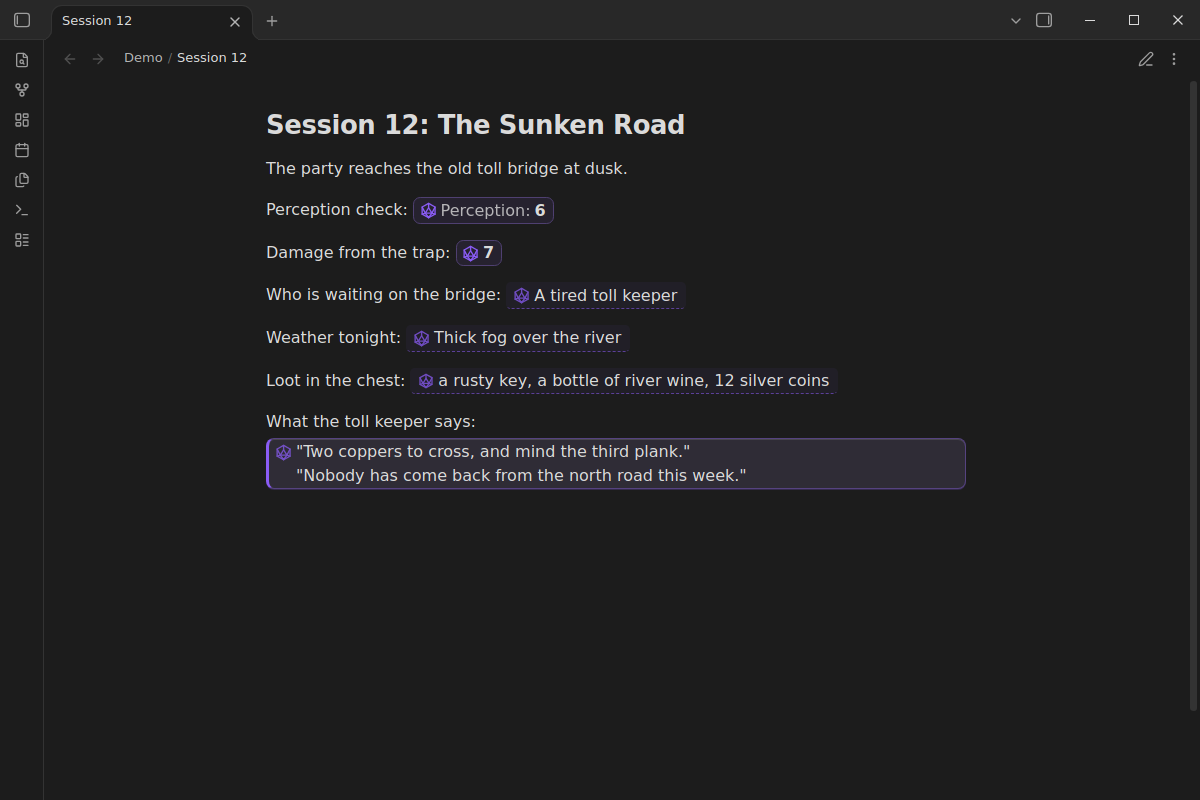 Session 12
Demo / Session 12
Session 12: The Sunken Road
The party reaches the old toll bridge at dusk.
Perception check: Perception: 6
Damage from the trap: 7
Who is waiting on the bridge: A tired toll keeper
Weather tonight: Thick fog over the river
Loot in the chest: a rusty key, a bottle of river wine, 12 silver coins
What the toll keeper says:
"Two coppers to cross, and mind the third plank."
"Nobody has come back from the north road this week."